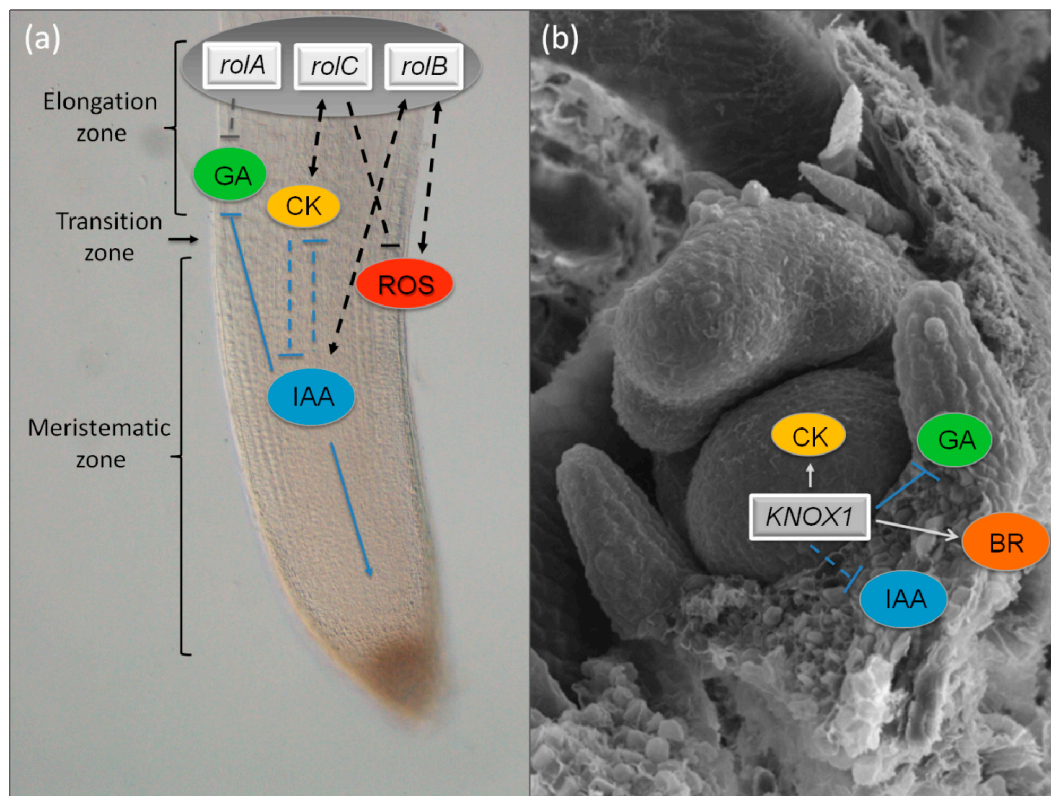 (a)
rolA
rolC
rolB
Elongation
zone
GA
CK
Transition
zone
ROS
IAA
Meristematic
zone
(b)
CK
GA
KNOX1
BR
IAA